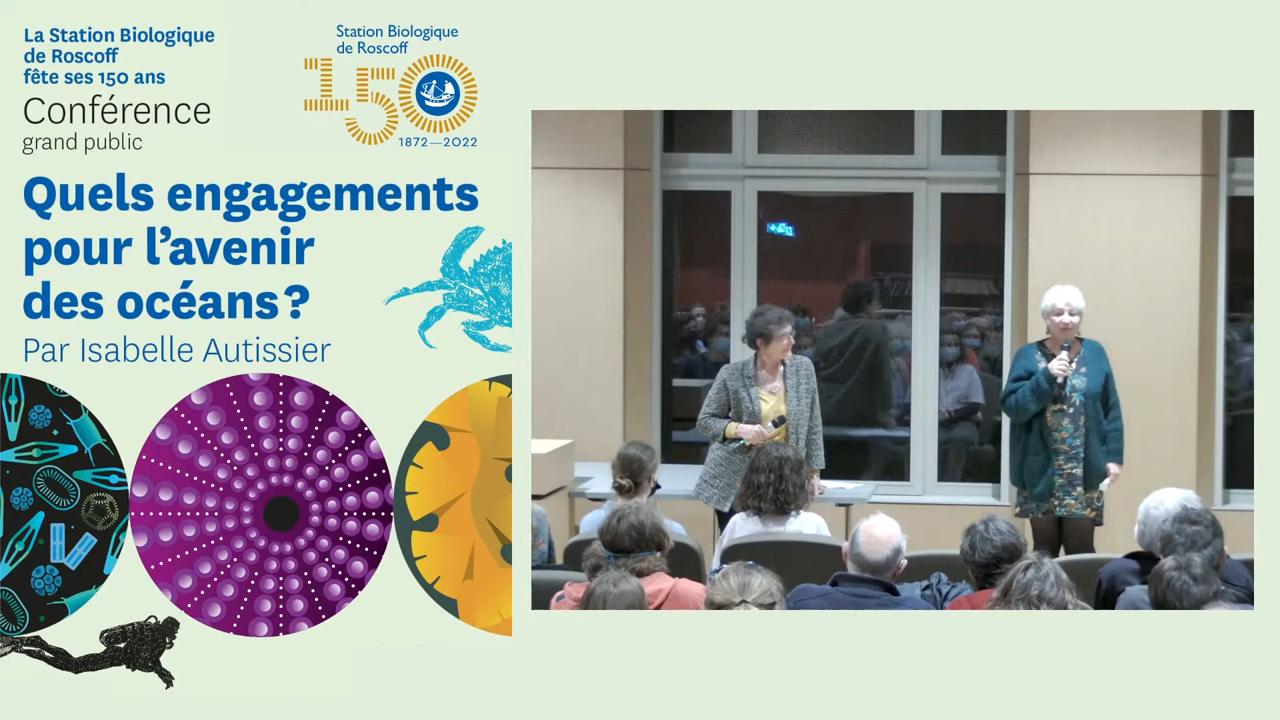 La Station Biologique
de Roscoff
fête ses 150 ans
Conférence
grand public
Station Biologique
de Roscoff
150
1872—2022
Quels engagements
pour l'avenir
des océans ?
Par Isabelle Autissier